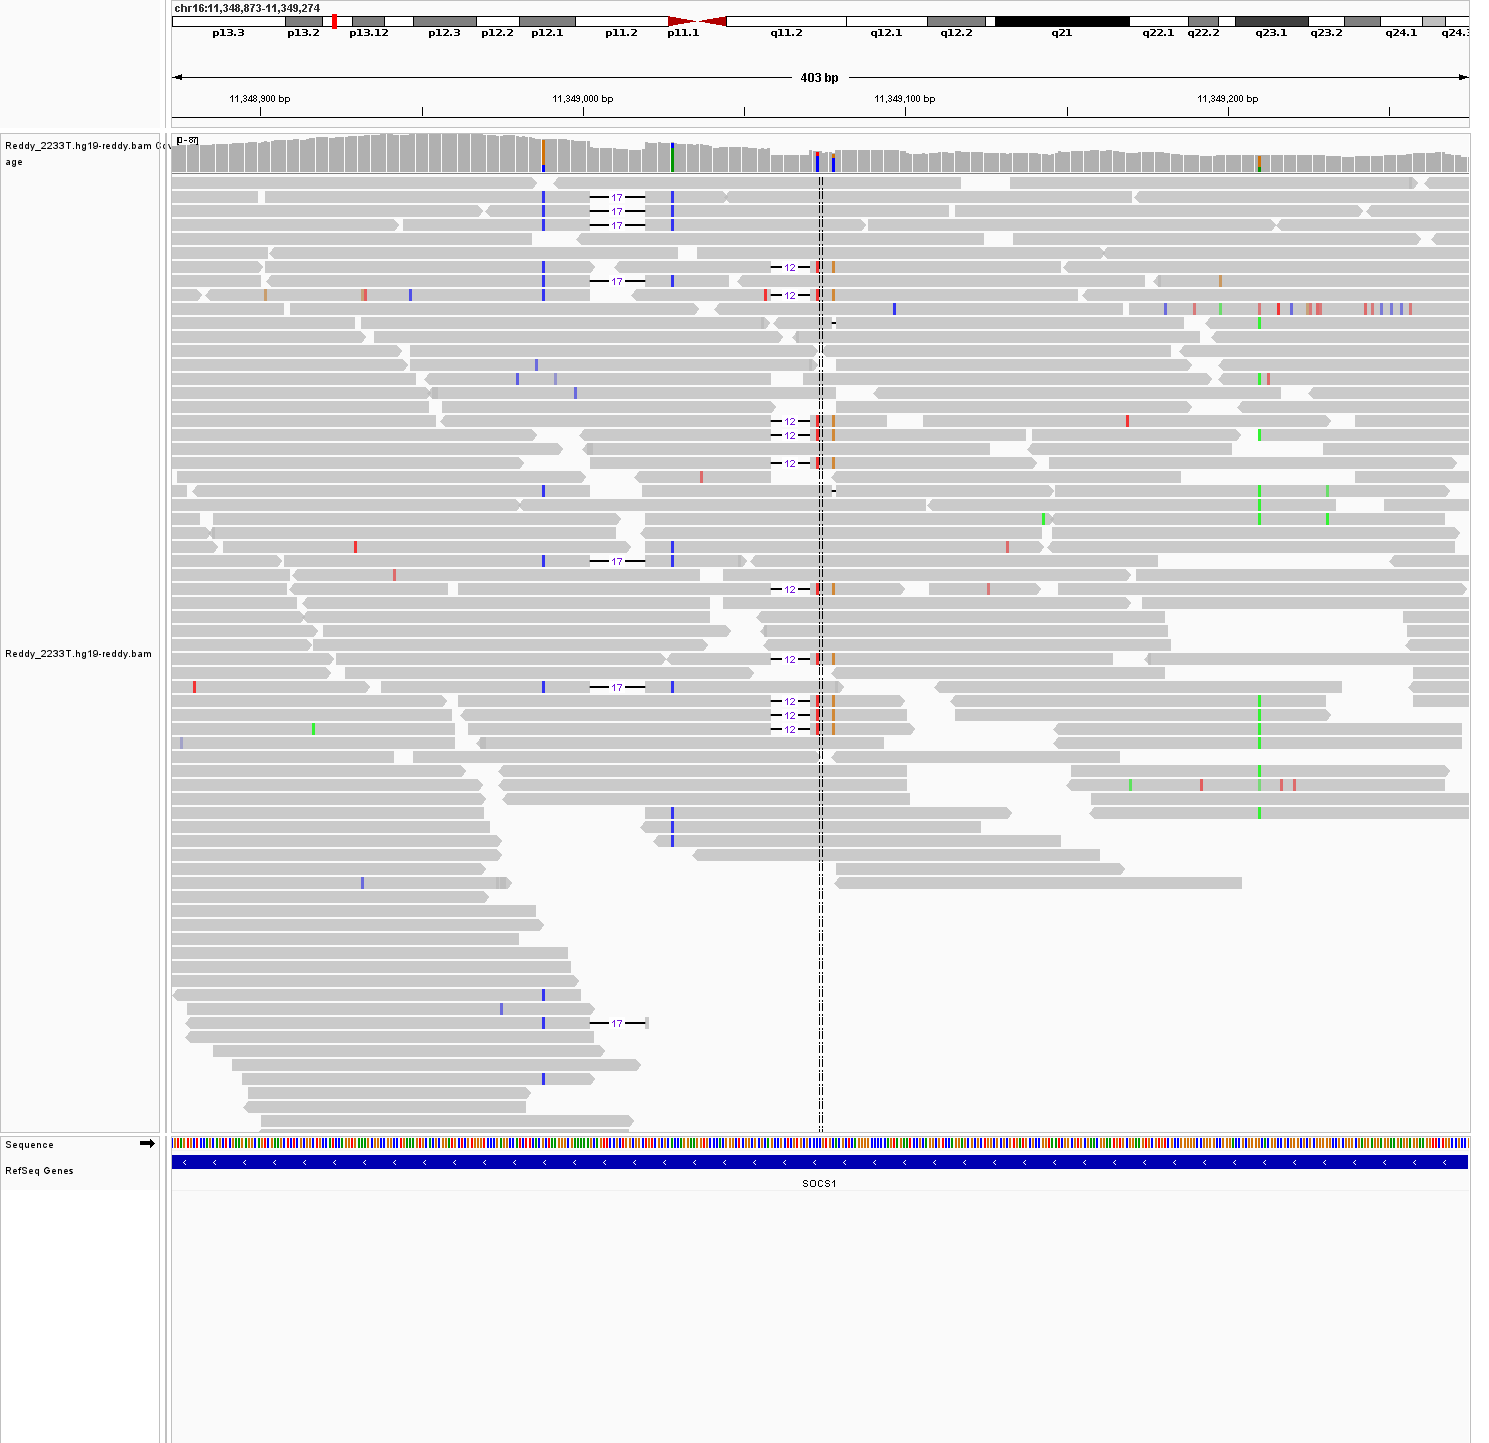 chr16:11,348,873-11,349,274
p13.3 p13.2 p13.12 p12.3 p12.2 p12.1 p11.2 p11.1 q11.2 q12.1 q12.2 q21 q22.1 q22.2 q23.1 q23.2 q24.1 q24.3
403 bp
11,348,900 bp 11,349,000 bp 11,349,100 bp 11,349,200 bp
Reddy_2233T.hg19-reddy.bam Cov
age
[0 - 87]
17
17
17
12
17
12
12
12
12
17
12
Reddy_2233T.hg19-reddy.bam
12
17
12
12
12
17
Sequence
RefSeq Genes
SOCS1